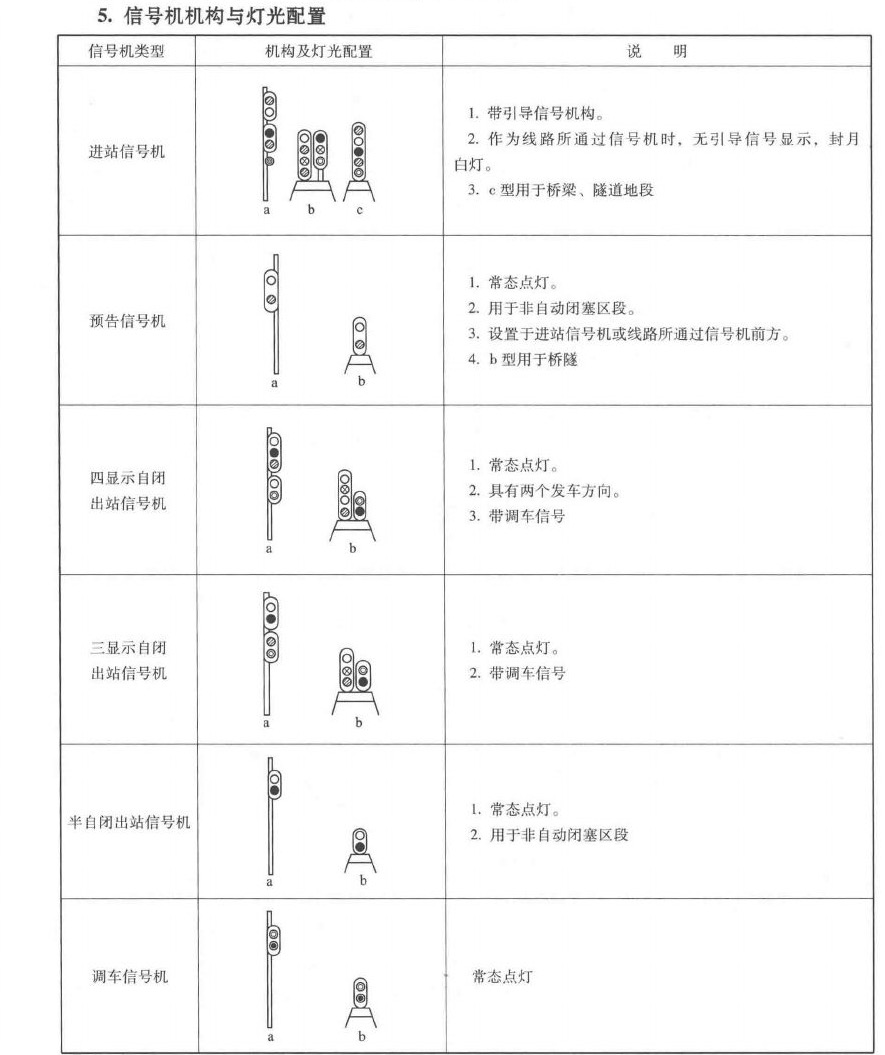 5. 信号机机构与灯光配置
信号机类型 机构及灯光配置 说 明
进站信号机
a b c
1. 带引导信号机构。
2. 作为线路所通过信号机时，无引导信号显示，封月
白灯。
3. c 型用于桥梁、隧道地段
预告信号机
a b
1. 常态点灯。
2. 用于非自动闭塞区段。
3. 设置于进站信号机或线路所通过信号机前方。
4. b 型用于桥隧
四显示自闭
出站信号机
a b
1. 常态点灯。
2. 具有两个发车方向。
3. 带调车信号
三显示自闭
出站信号机
a b
1. 常态点灯。
2. 带调车信号
半自闭出站信号机
a b
1. 常态点灯。
2. 用于非自动闭塞区段
调车信号机
a b
常态点灯